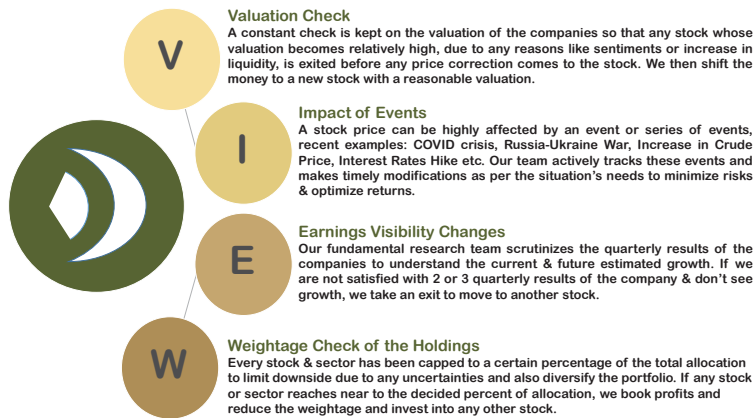 V
Valuation Check
A constant check is kept on the valuation of the companies so that any stock whose
valuation becomes relatively high, due to any reasons like sentiments or increase in
liquidity, is exited before any price correction comes to the stock. We then shift the
money to a new stock with a reasonable valuation.
I
Impact of Events
A stock price can be highly affected by an event or series of events,
recent examples: COVID crisis, Russia-Ukraine War, Increase in Crude
Price, Interest Rates Hike etc. Our team actively tracks these events and
makes timely modifications as per the situation's needs to minimize risks
& optimize returns.
E
Earnings Visibility Changes
Our fundamental research team scrutinizes the quarterly results of the
companies to understand the current & future estimated growth. If we
are not satisfied with 2 or 3 quarterly results of the company & don't see
growth, we take an exit to move to another stock.
W
Weightage Check of the Holdings
Every stock & sector has been capped to a certain percentage of the total allocation
to limit downside due to any uncertainties and also diversify the portfolio. If any stock
or sector reaches near to the decided percent of allocation, we book profits and
reduce the weightage and invest into any other stock.